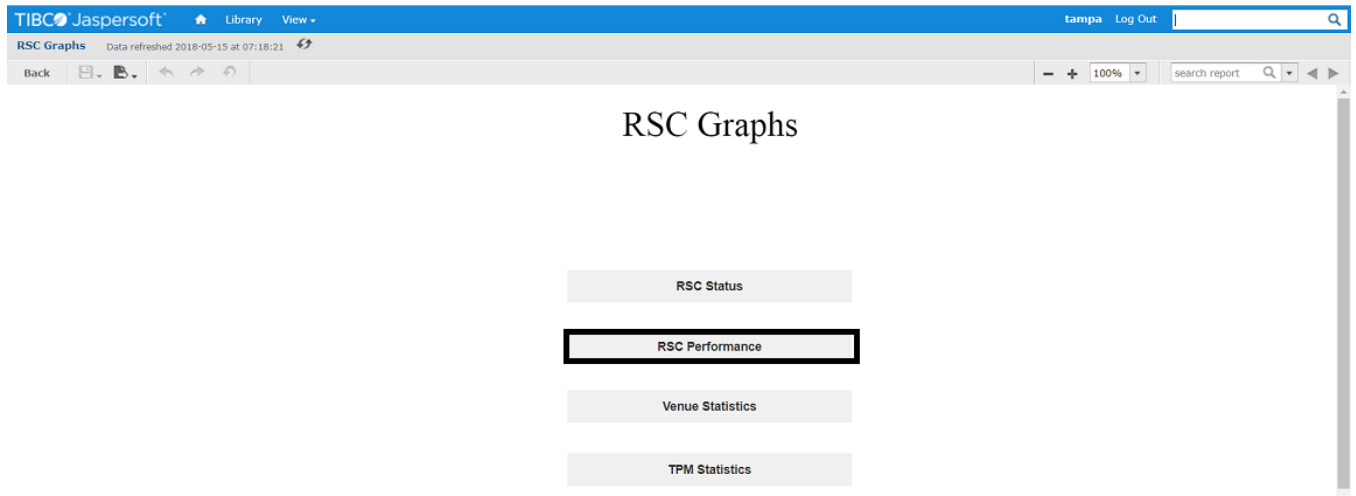 TIBCO Jaspersoft Library View tampa Log Out
RSC Graphs Data refreshed 2018-05-15 at 07:18:21
Back 100% search report
RSC Graphs
RSC Status
RSC Performance
Venue Statistics
TPM Statistics